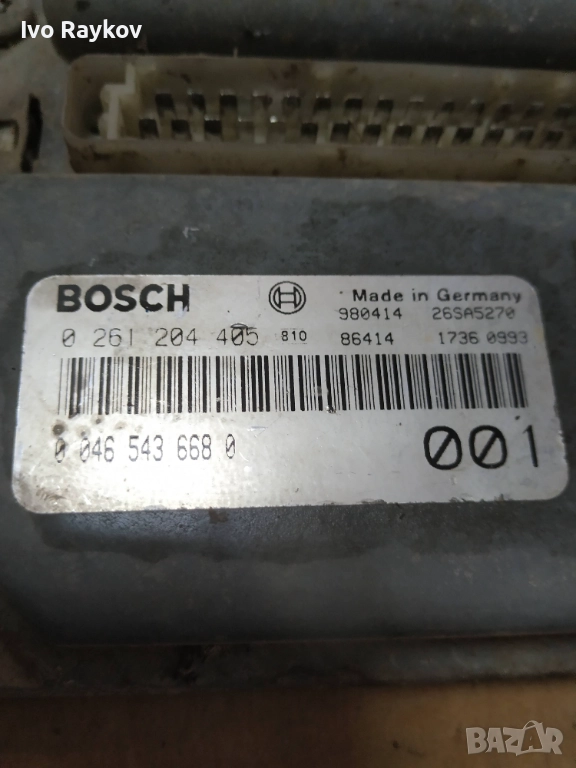 Ivo Raykov
BOSCH Made in Germany
980414 26SA5270
0 261 204 405 810 86414 1736 0993
0 046 543 668 0 001
BAZAR